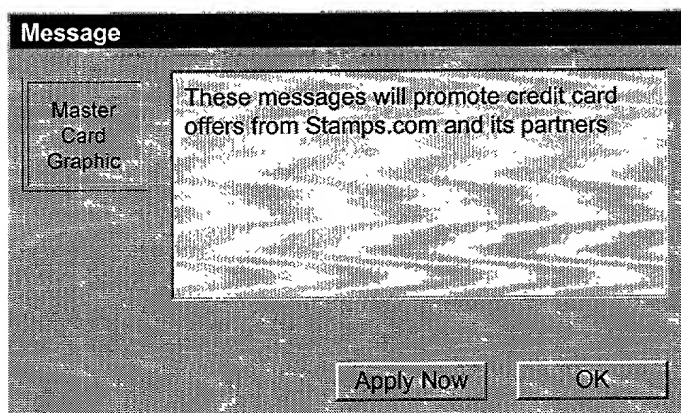 Message
Master
Card
Graphic
These messages will promote credit card
offers from Stamps.com and its partners
Apply Now
OK